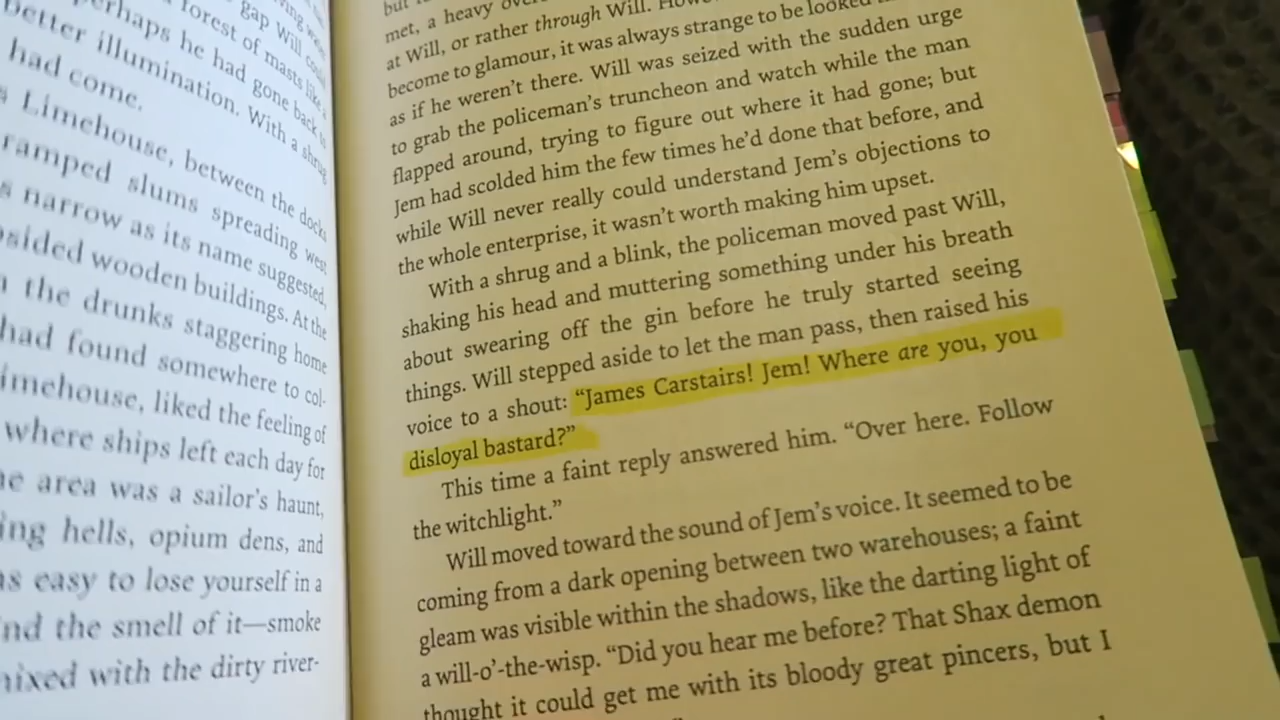 perhaps he had gone back in
better illumination. With a shrug
had come.
Limehouse, between the docks
ramped slums spreading west
narrow as its name suggested,
sided wooden buildings. At the
the drunks staggering home
had found somewhere to col-
imehouse, liked the feeling of
where ships left each day for
area was a sailor's haunt,
ing hells, opium dens, and
as easy to lose yourself in a
nd the smell of it—smoke
mixed with the dirty river-
but
met, a heavy
at Will, or rather through Will.
become to glamour, it was always strange to be looked
as if he weren't there. Will was seized with the sudden urge
to grab the policeman's truncheon and watch while the man
flapped around, trying to figure out where it had gone; but
Jem had scolded him the few times he'd done that before, and
while Will never really could understand Jem's objections to
the whole enterprise, it wasn't worth making him upset.
With a shrug and a blink, the policeman moved past Will,
shaking his head and muttering something under his breath
about swearing off the gin before he truly started seeing
things. Will stepped aside to let the man pass, then raised his
voice to a shout: “James Carstairs! Jem! Where are you, you
disloyal bastard?”
This time a faint reply answered him. “Over here. Follow
the witchlight.”
Will moved toward the sound of Jem's voice. It seemed to be
coming from a dark opening between two warehouses; a faint
gleam was visible within the shadows, like the darting light of
a will-o'-the-wisp. “Did you hear me before? That Shax demon
thought it could get me with its bloody great pincers, but I